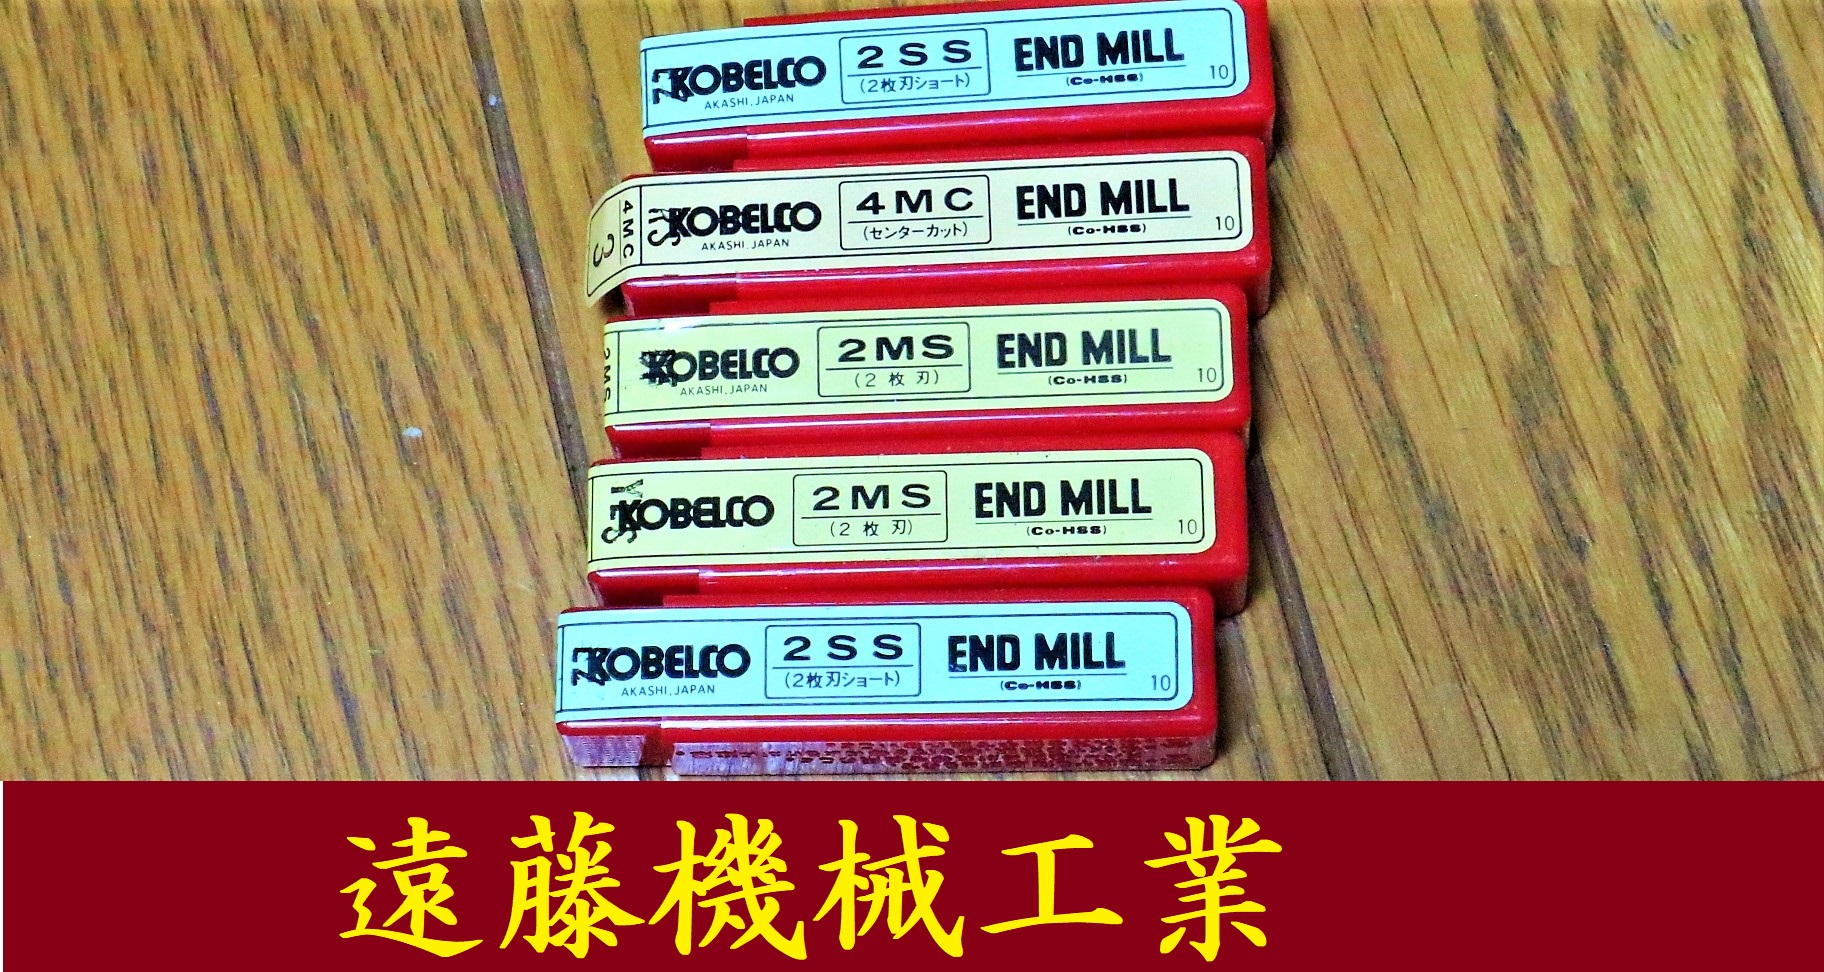 KOBELCO
AKASHI, JAPAN
2SS
(2枚刃ショート)
END MILL
(Co-HSS)
10
4MC
3
KOBELCO
AKASHI, JAPAN
4MC
(センターカット)
END MILL
(Co-HSS)
10
2MS
KOBELCO
AKASHI, JAPAN
2MS
(2枚刃)
END MILL
(Co-HSS)
10
KOBELCO
2MS
(2枚刃)
END MILL
(Co-HSS)
10
KOBELCO
AKASHI, JAPAN
2SS
(2枚刃ショート)
END MILL
(Co-HSS)
10
遠藤機械工業